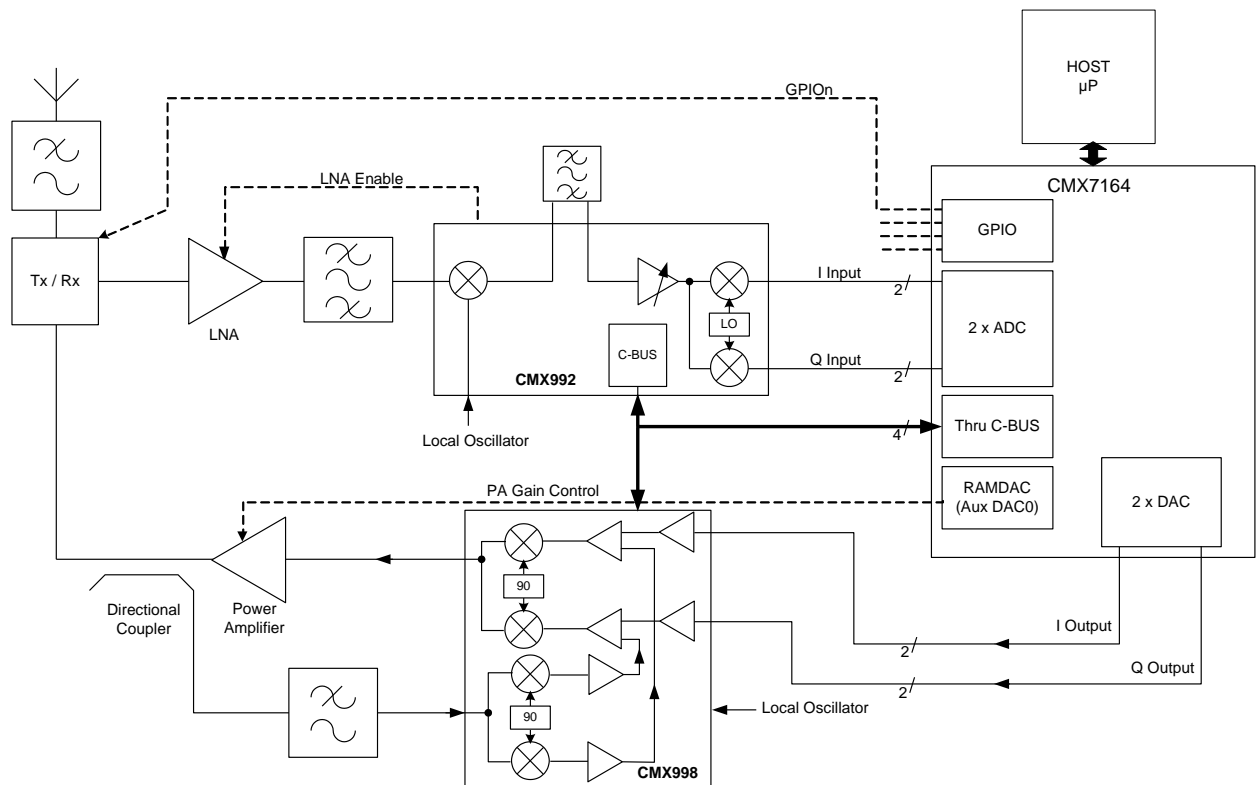 HOST
µP
GPIOn
CMX7164
LNA Enable
GPIO
Tx / Rx
I Input
2
LNA
LO
2 x ADC
C-BUS
Q Input
2
CMX992
Local Oscillator
4
Thru C-BUS
PA Gain Control
RAMDAC
(Aux DAC0)
2 x DAC
90
Directional
Coupler
Power
Amplifier
I Output
2
Q Output
2
90
Local Oscillator
CMX998